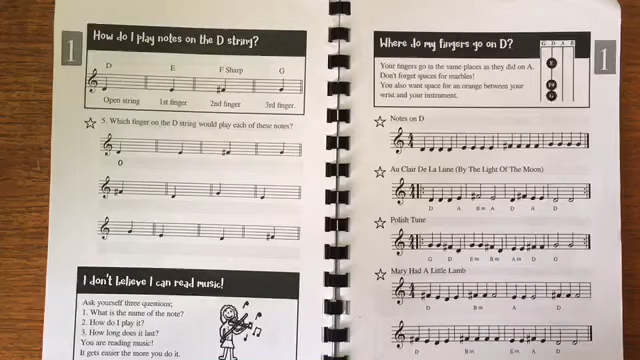 1
How do I play notes on the D string?
D E F Sharp G
Open string 1st finger 2nd finger 3rd finger.
5. Which finger on the D string would play each of these notes?
0
I don't believe I can read music!
Ask yourself three questions;
1. What is the name of the note?
2. How do I play it?
3. How long does it last?
You are reading music!
It gets easier the more you do it.
Where do my fingers go on D?
1
Your fingers go in the same places as they did on A.
Don't forget spaces for marbles!
You also want space for an orange between your
wrist and your instrument.
G D A E
E
F#
G
Notes on D
Au Clair De La Lune (By The Light Of The Moon)
D A Bm A D A D
Polish Tune
G D Em Bm Am D G
Mary Had A Little Lamb
D A D
D Bm Em A D